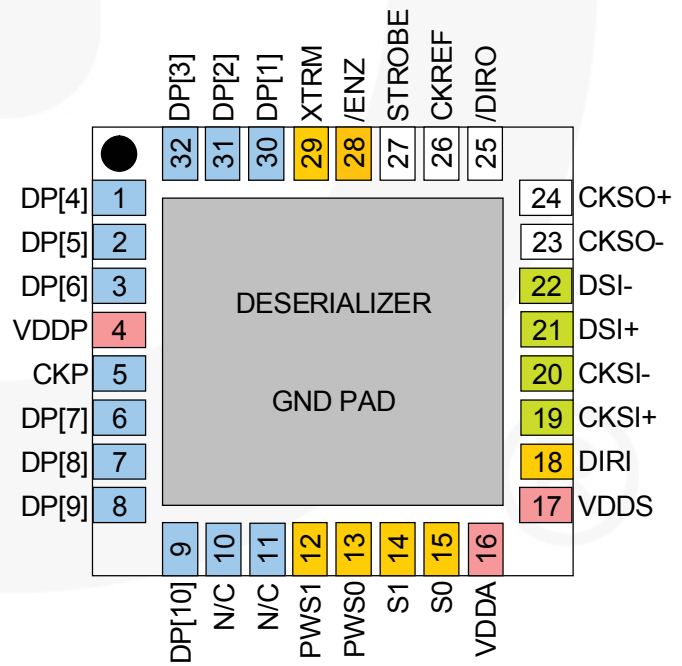 DP[3]
DP[2]
DP[1]
XTRM
/ENZ
STROBE
CKREF
/DIRO
32
31
30
29
28
27
26
25
DP[4] 1
DP[5] 2
DP[6] 3
VDDP 4
CKP 5
DP[7] 6
DP[8] 7
DP[9] 8
DESERIALIZER
GND PAD
24 CKSO+
23 CKSO-
22 DSI-
21 DSI+
20 CKSI-
19 CKSI+
18 DIRI
17 VDDS
9
10
11
12
13
14
15
16
DP[10]
N/C
N/C
PWS1
PWS0
S1
S0
VDDA